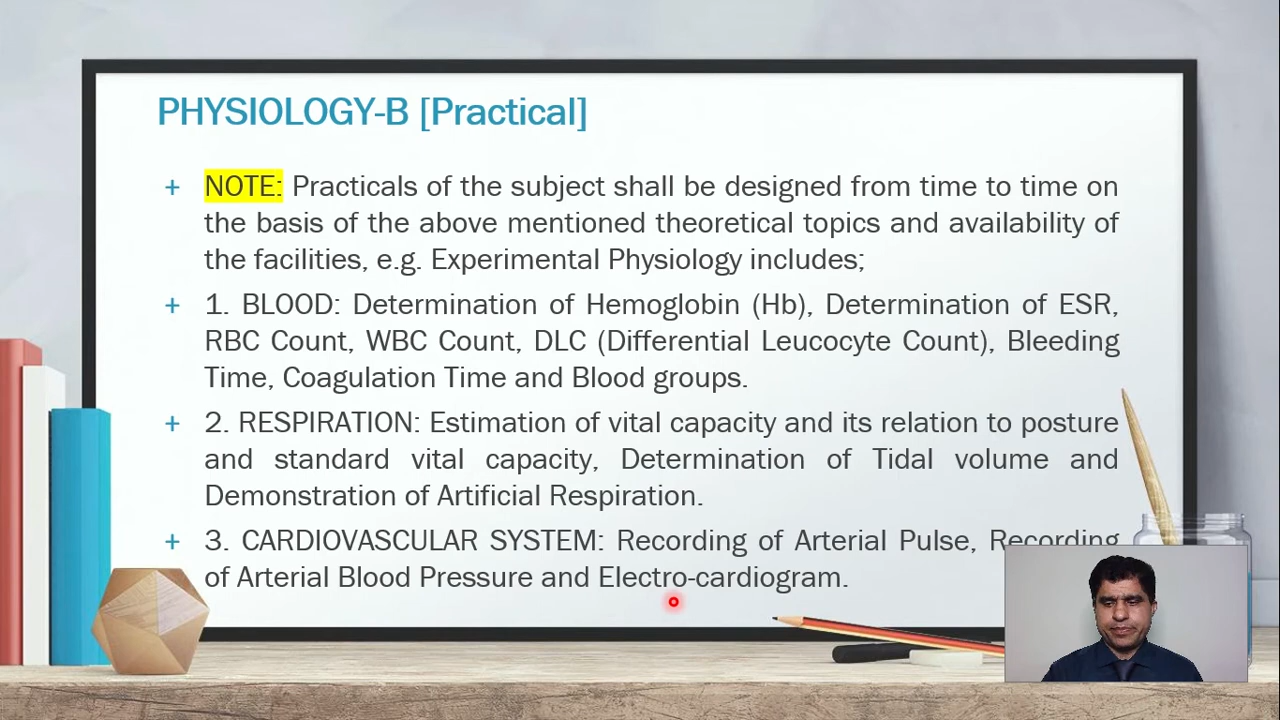 PHYSIOLOGY-B [Practical]
+ NOTE: Practicals of the subject shall be designed from time to time on
the basis of the above mentioned theoretical topics and availability of
the facilities, e.g. Experimental Physiology includes;
+ 1. BLOOD: Determination of Hemoglobin (Hb), Determination of ESR,
RBC Count, WBC Count, DLC (Differential Leucocyte Count), Bleeding
Time, Coagulation Time and Blood groups.
+ 2. RESPIRATION: Estimation of vital capacity and its relation to posture
and standard vital capacity, Determination of Tidal volume and
Demonstration of Artificial Respiration.
+ 3. CARDIOVASCULAR SYSTEM: Recording of Arterial Pulse, Recording
of Arterial Blood Pressure and Electro-cardiogram.